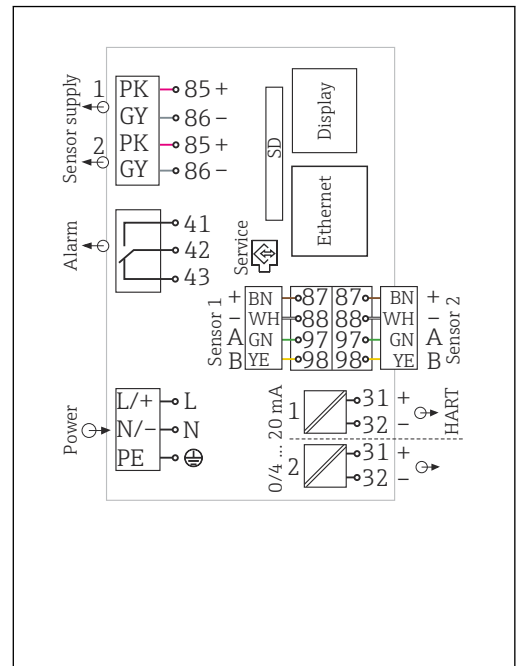 Sensor supply
1 PK 85 +
GY 86 -
2 PK 85 +
GY 86 -
Display
SD
Ethernet
Service
Alarm
41
42
43
Sensor 1
+ BN 87 87 BN +
- WH 88 88 WH -
A GN 97 97 GN A
B YE 98 98 YE B
Sensor 2
Power
L/+ L
N/- N
PE
0/4 ... 20 mA
1 31 +
32 -
HART
2 31 +
32 -